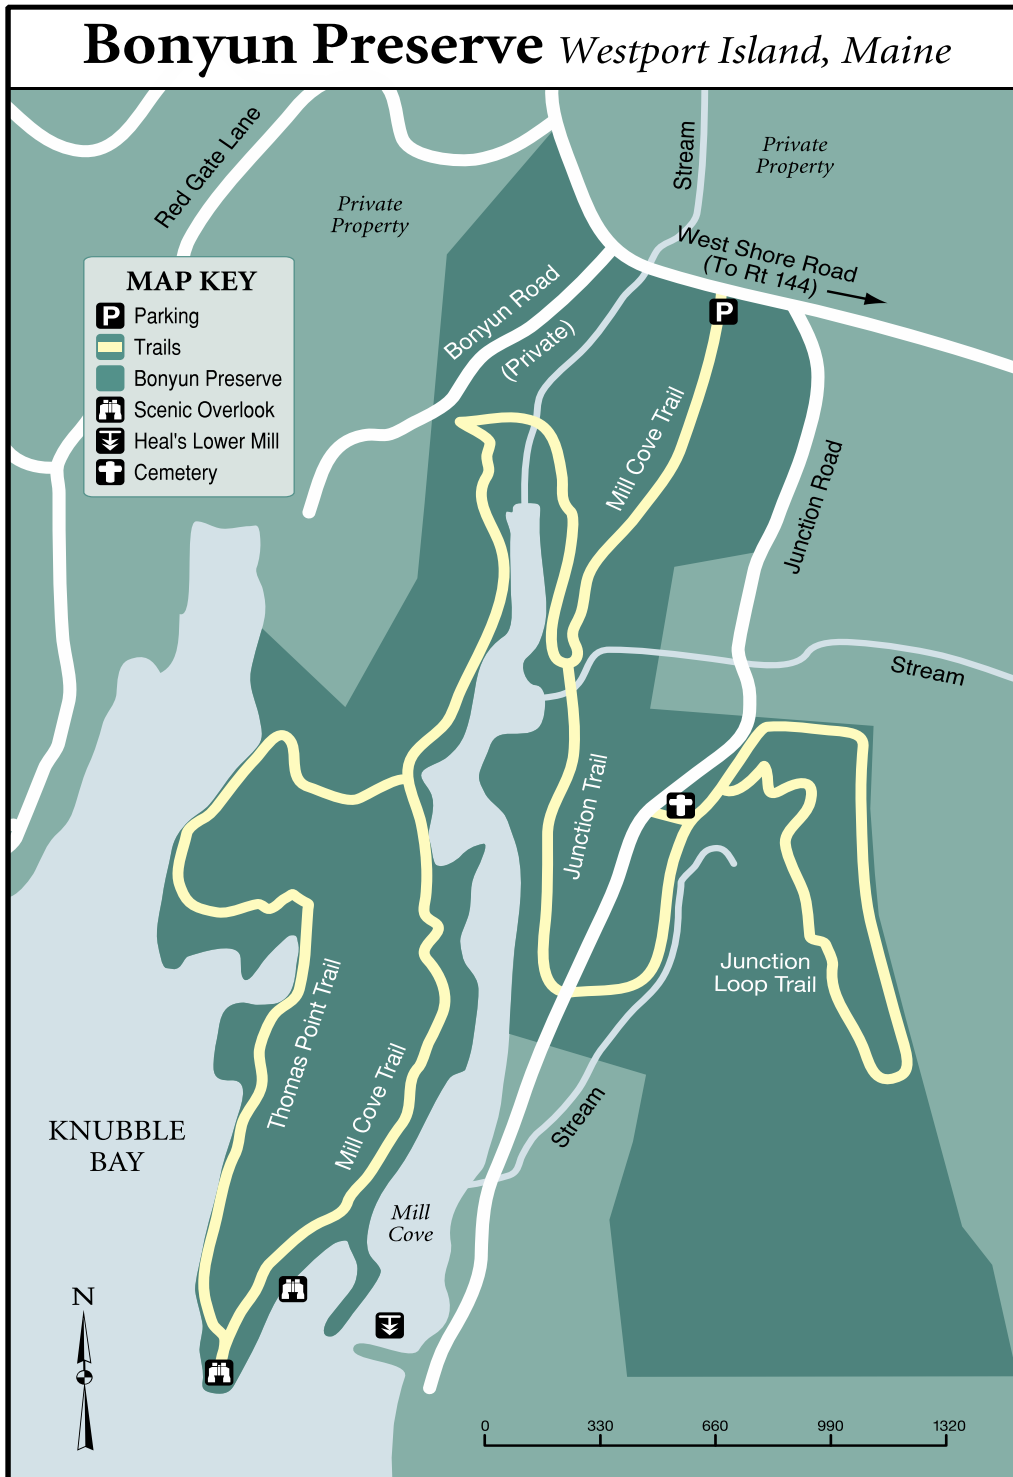 Bonyun Preserve Westport Island, Maine
Red Gate Lane
Stream
Private
Property
Private
Property
West Shore Road
(To Rt 144)
MAP KEY
P Parking
Trails
Bonyun Preserve
Scenic Overlook
Heal's Lower Mill
Cemetery
Bonyun Road
(Private)
P
Mill Cove Trail
Junction Road
Stream
Junction Trail
Junction
Loop Trail
Thomas Point Trail
Mill Cove Trail
Stream
KNUBBLE
BAY
Mill
Cove
N
0 330 660 990 1320